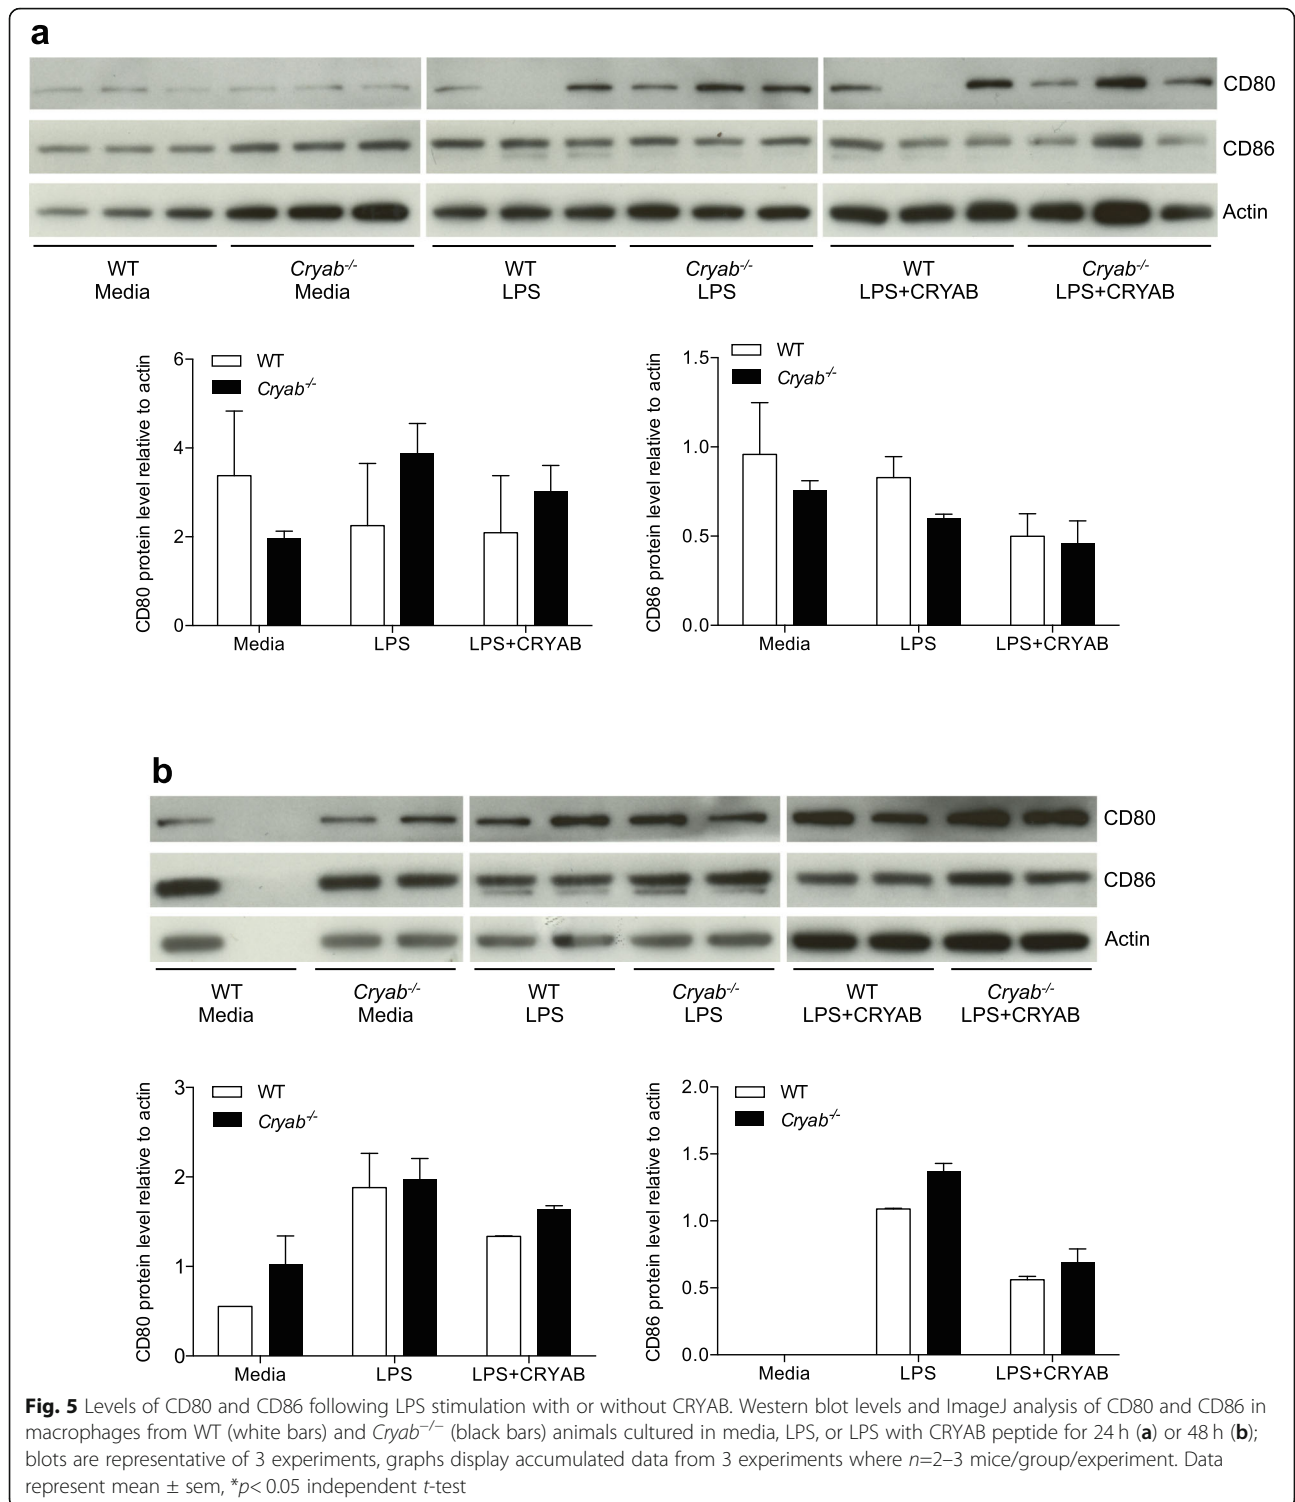 a
CD80
CD86
Actin
WT Cryab-/- WT Cryab-/- WT Cryab-/-
Media Media LPS LPS LPS+CRYAB LPS+CRYAB
CD80 protein level relative to actin
6
4
2
0
WT
Cryab-/-
Media LPS LPS+CRYAB
CD86 protein level relative to actin
1.5
1.0
0.5
0.0
WT
Cryab-/-
Media LPS LPS+CRYAB
b
CD80
CD86
Actin
WT Cryab-/- WT Cryab-/- WT Cryab-/-
Media Media LPS LPS LPS+CRYAB LPS+CRYAB
CD80 protein level relative to actin
3
2
1
0
WT
Cryab-/-
Media LPS LPS+CRYAB
CD86 protein level relative to actin
2.0
1.5
1.0
0.5
0.0
WT
Cryab-/-
Media LPS LPS+CRYAB
Fig. 5 Levels of CD80 and CD86 following LPS stimulation with or without CRYAB. Western blot levels and ImageJ analysis of CD80 and CD86 in
macrophages from WT (white bars) and Cryab−/− (black bars) animals cultured in media, LPS, or LPS with CRYAB peptide for 24 h (a) or 48 h (b);
blots are representative of 3 experiments, graphs display accumulated data from 3 experiments where n=2–3 mice/group/experiment. Data
represent mean ± sem, *p< 0.05 independent t-test